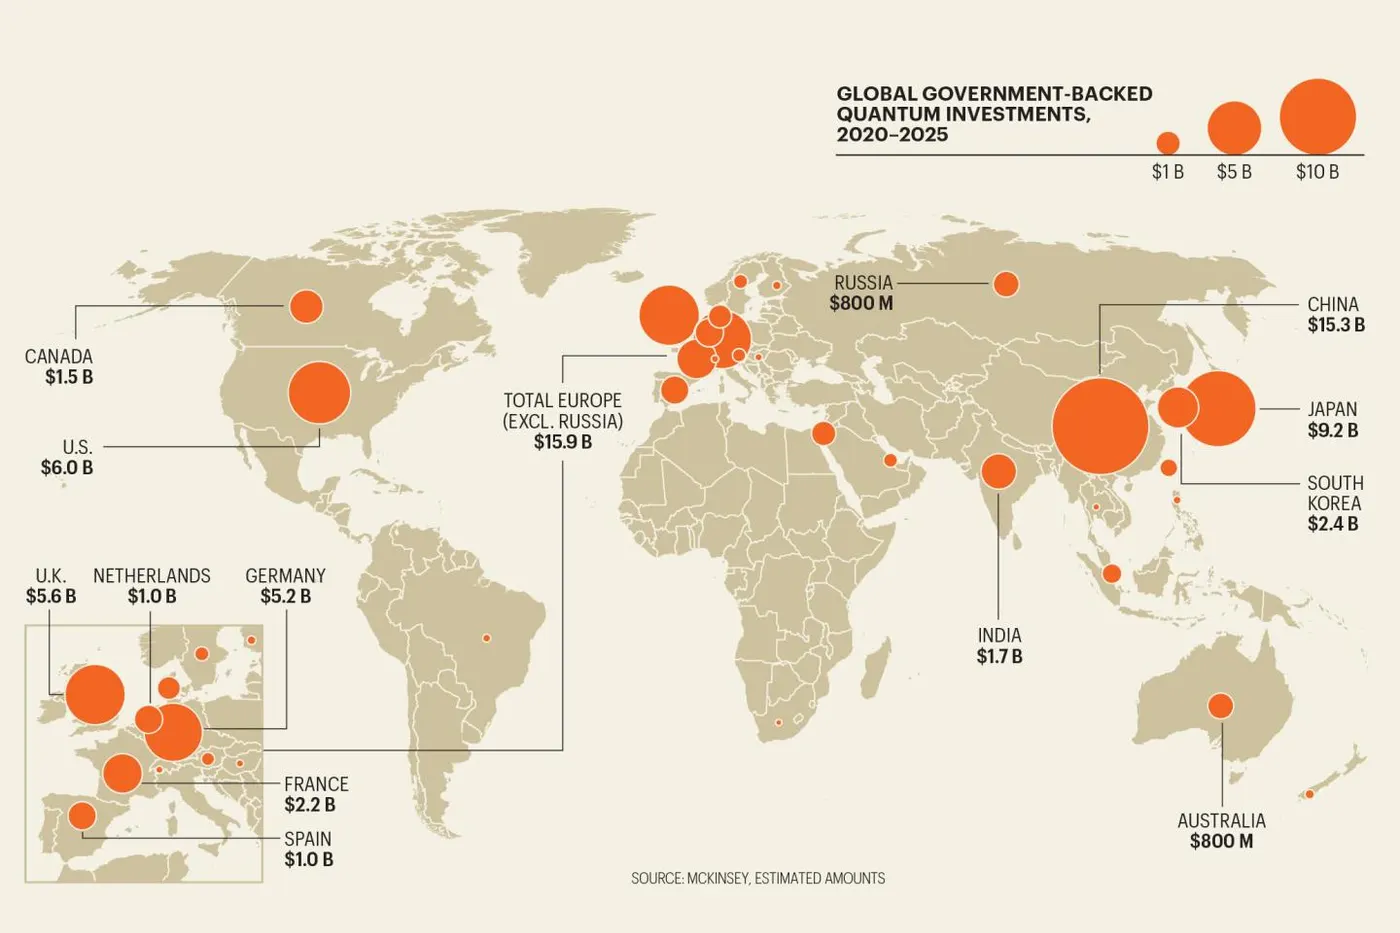 GLOBAL GOVERNMENT-BACKED
QUANTUM INVESTMENTS,
2020–2025
$1 B
$5 B
$10 B
RUSSIA
$800 M
CHINA
$15.3 B
CANADA
$1.5 B
TOTAL EUROPE
(EXCL. RUSSIA)
$15.9 B
JAPAN
$9.2 B
U.S.
$6.0 B
SOUTH
KOREA
$2.4 B
U.K.
$5.6 B
NETHERLANDS
$1.0 B
GERMANY
$5.2 B
INDIA
$1.7 B
FRANCE
$2.2 B
SPAIN
$1.0 B
AUSTRALIA
$800 M
SOURCE: MCKINSEY, ESTIMATED AMOUNTS